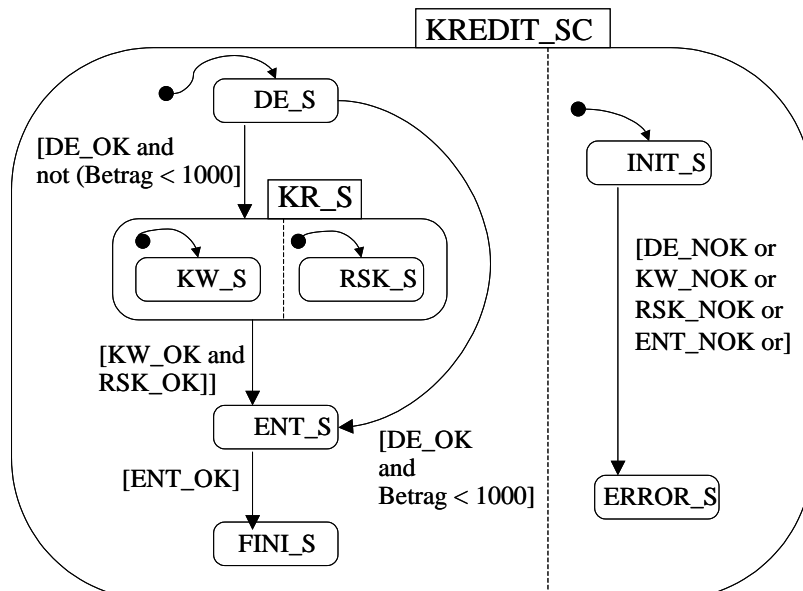 KREDIT_SC
DE_S
[DE_OK and
not (Betrag < 1000]
KR_S
KW_S
RSK_S
[KW_OK and
RSK_OK]]
ENT_S
[DE_OK
and
Betrag < 1000]
[ENT_OK]
FINI_S
INIT_S
[DE_NOK or
KW_NOK or
RSK_NOK or
ENT_NOK or]
ERROR_S